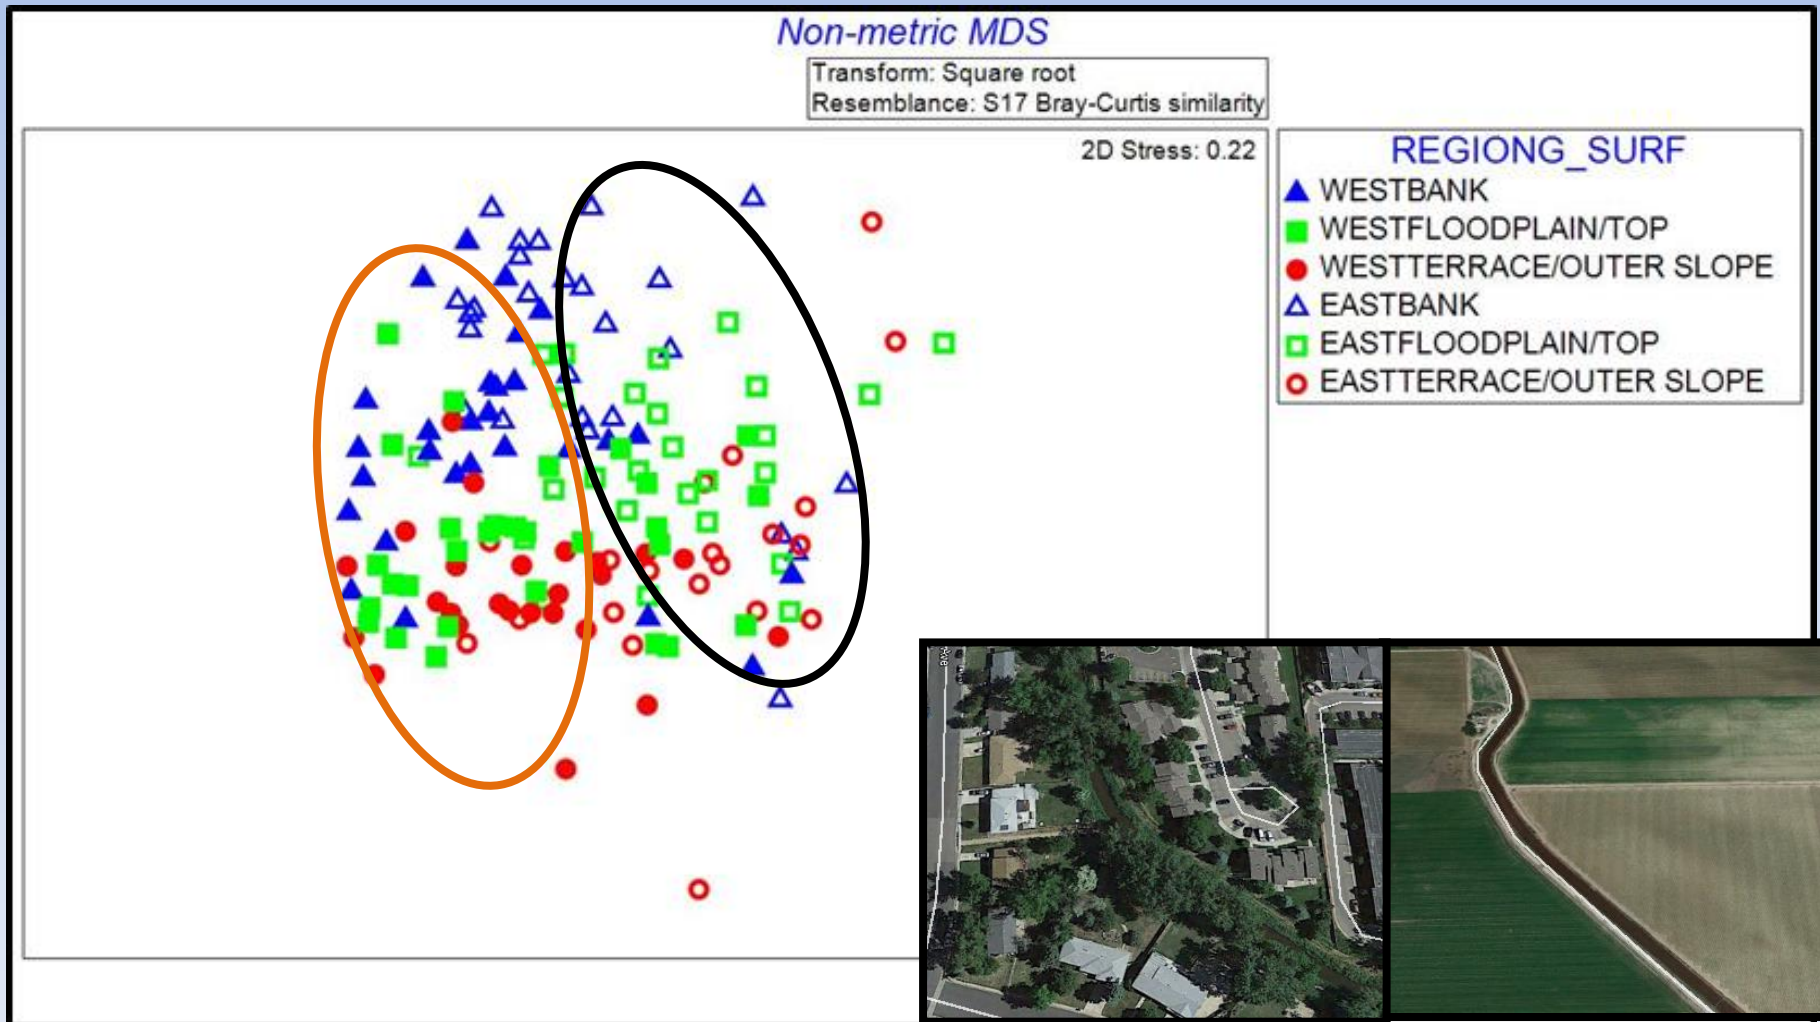 Non-metric MDS
Transform: Square root
Resemblance: S17 Bray-Curtis similarity
2D Stress: 0.22
REGIONG_SURF
WESTBANK
WESTFLOODPLAIN/TOP
WESTTERRACE/OUTER SLOPE
EASTBANK
EASTFLOODPLAIN/TOP
EASTTERRACE/OUTER SLOPE
Ave